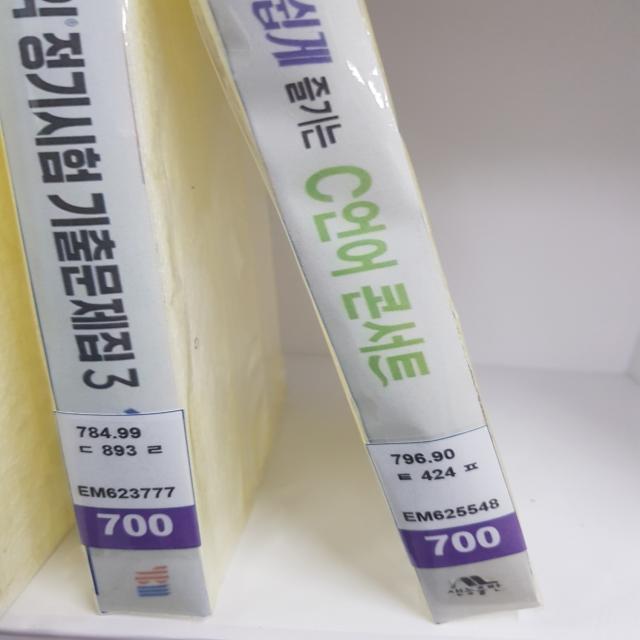 정기시험 기출문제집 3
784.99
ㄷ 893 ㄹ
EM623777
700
YBM
쉽게 즐기는
C언어 콘서트
796.90
ㅌ 424 ㅍ
EM625548
700